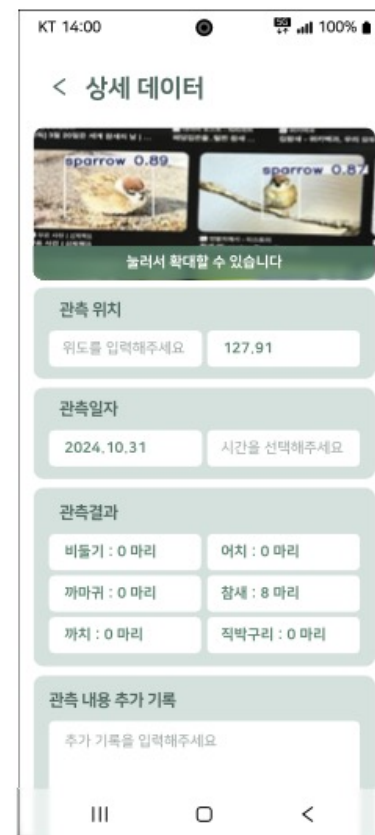 KT 14:00 5G 100%
< 상세 데이터
sparrow 0.89 sparrow 0.87
눌러서 확대할 수 있습니다
관측 위치
위도를 입력해주세요 127.91
관측일자
2024.10.31 시간을 선택해주세요
관측결과
비둘기 : 0 마리 어치 : 0 마리
까마귀 : 0 마리 참새 : 8 마리
까치 : 0 마리 직박구리 : 0 마리
관측 내용 추가 기록
추가 기록을 입력해주세요